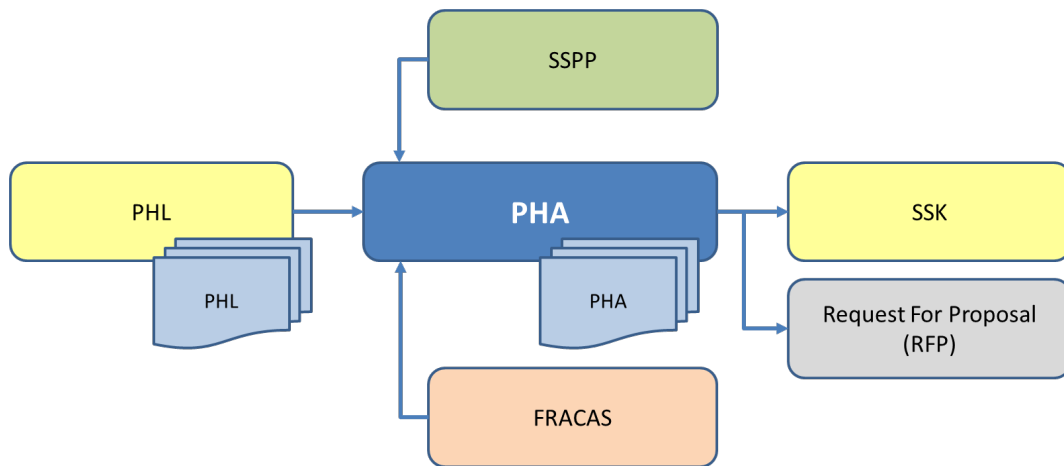 SSPP
PHL
PHA
SSK
PHL
PHA
Request For Proposal
(RFP)
FRACAS